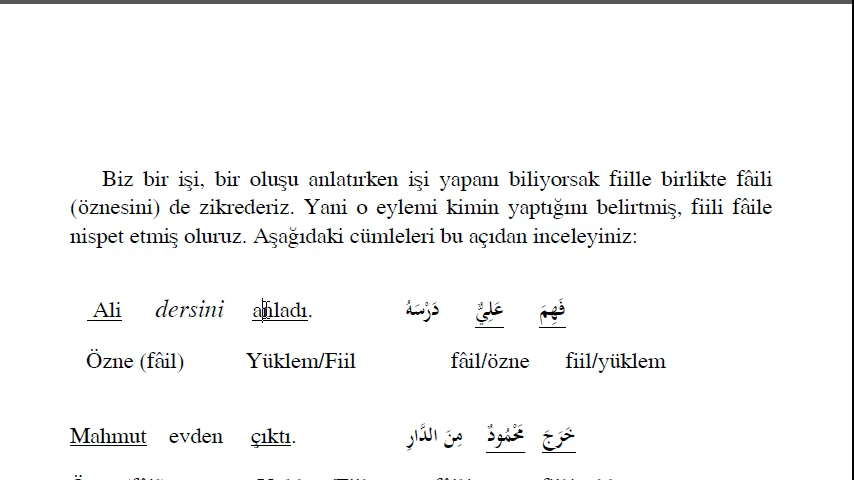 Biz bir işi, bir oluşu anlatırken işi yapanı biliyorsak fiille birlikte fâili
(öznesini) de zikrederiz. Yani o eylemi kimin yaptığını belirtmiş, fiili fâile
nispet etmiş oluruz. Aşağıdaki cümleleri bu açıdan inceleyiniz:
Ali dersini anladı. فَهِمَ عَلِيٌّ دَرْسَهُ
Özne (fâil) Yüklem/Fiil fâil/özne fiil/yüklem
Mahmut evden çıktı. خَرَجَ مَحْمُودٌ مِنَ الدَّارِ